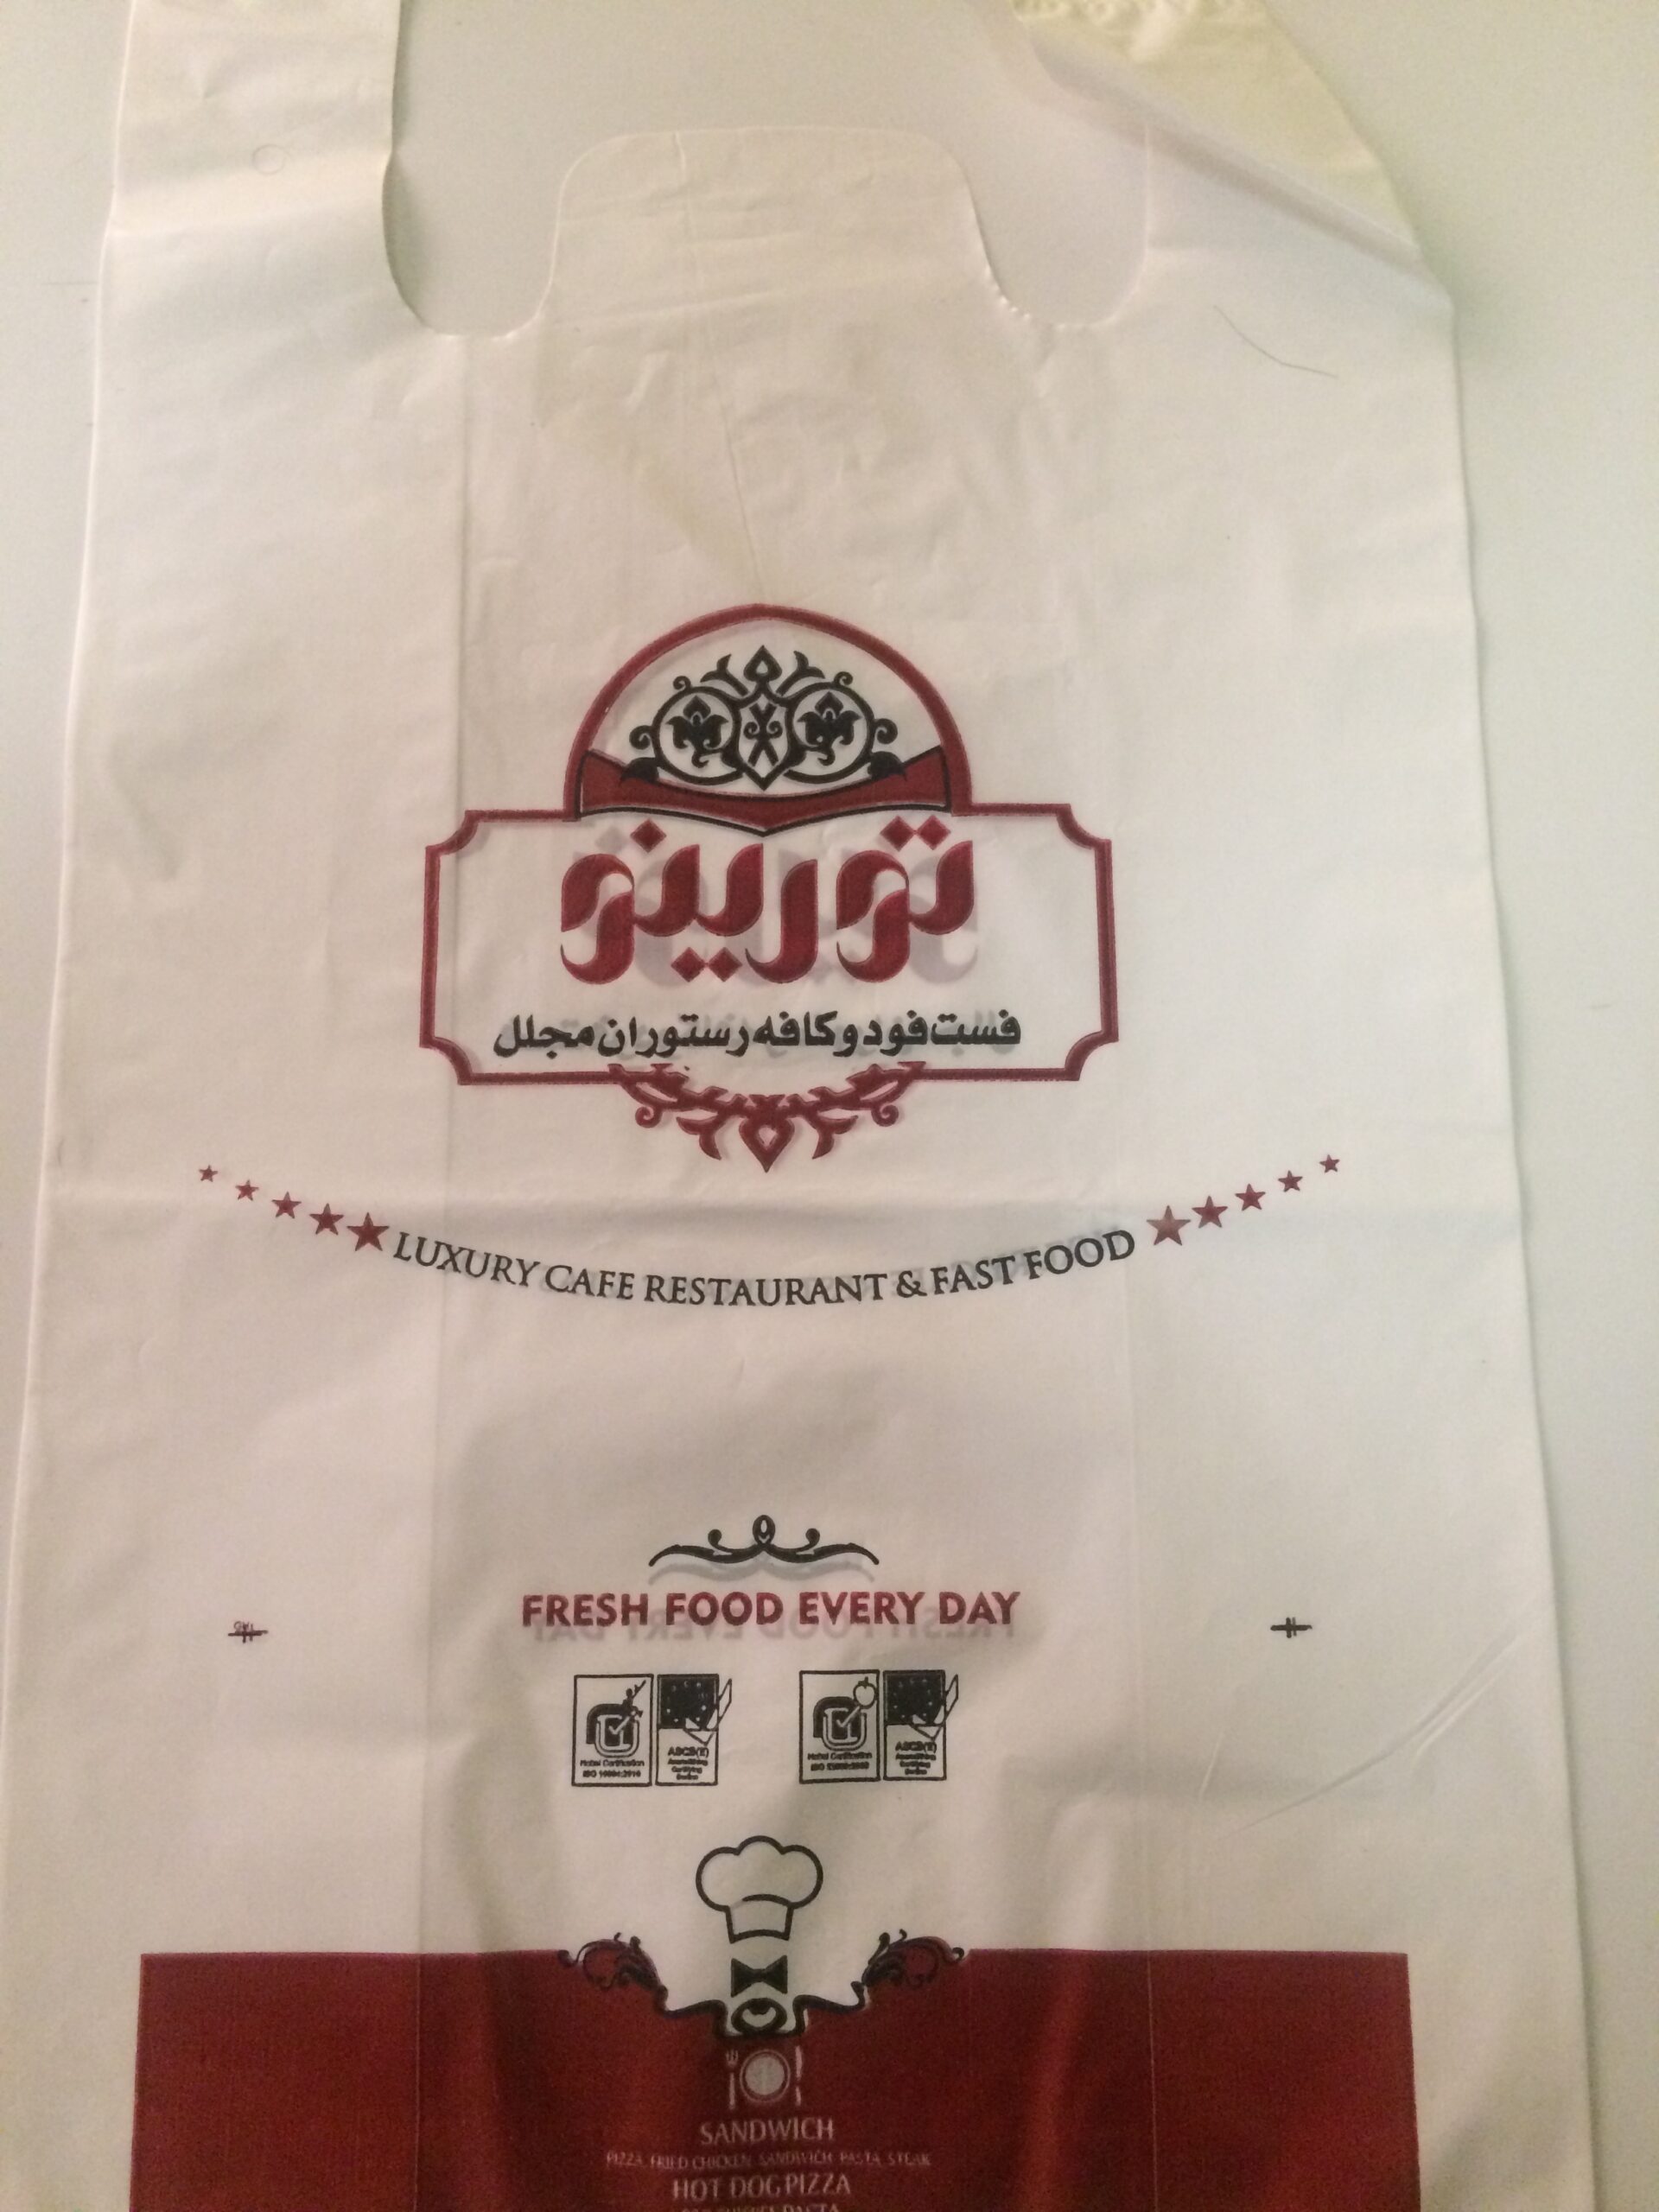 تورینو
فست‌فود و کافه رستوران مجلل
LUXURY CAFE RESTAURANT & FAST FOOD
FRESH FOOD EVERY DAY
SANDWICH
PIZZA FRIED CHICKEN SANDWICH PASTA STEAK
HOT DOG PIZZA